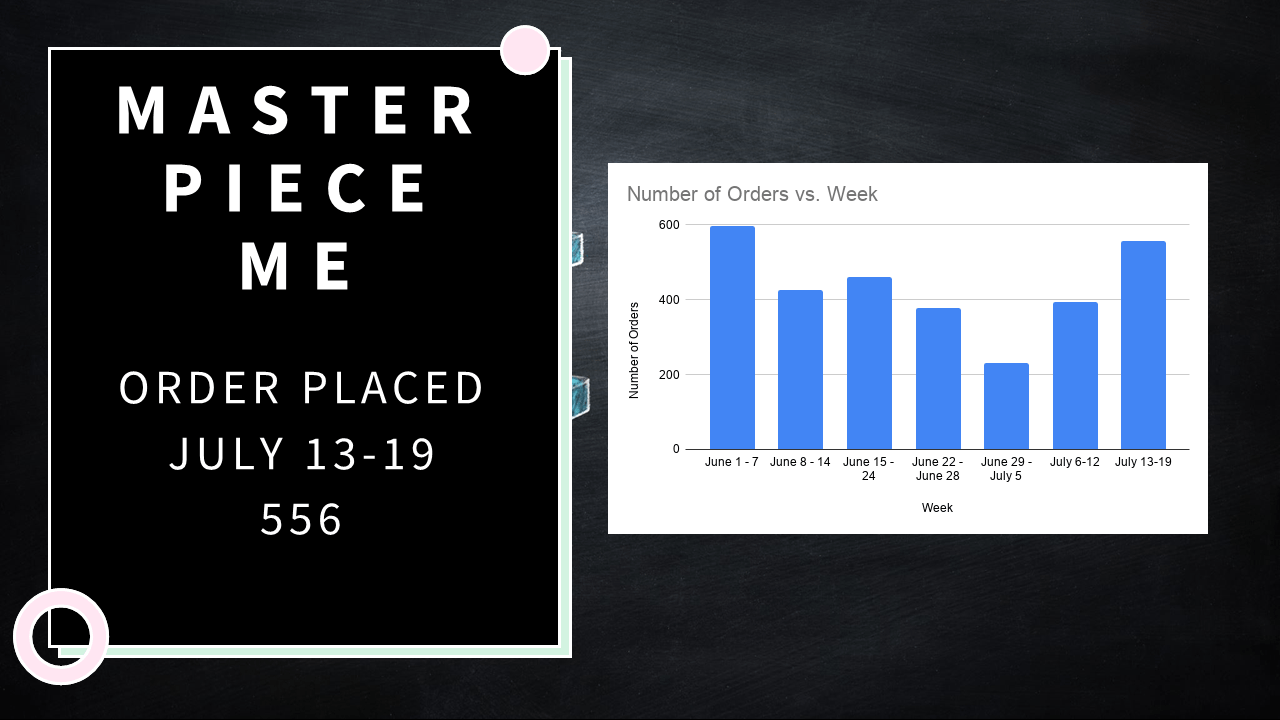 MASTER
PIECE
ME
ORDER PLACED
JULY 13-19
556
Number of Orders vs. Week
Number of Orders
600
400
200
0
June 1 - 7
June 8 - 14
June 15 -
24
June 22 -
June 28
June 29 -
July 5
July 6-12
July 13-19
Week